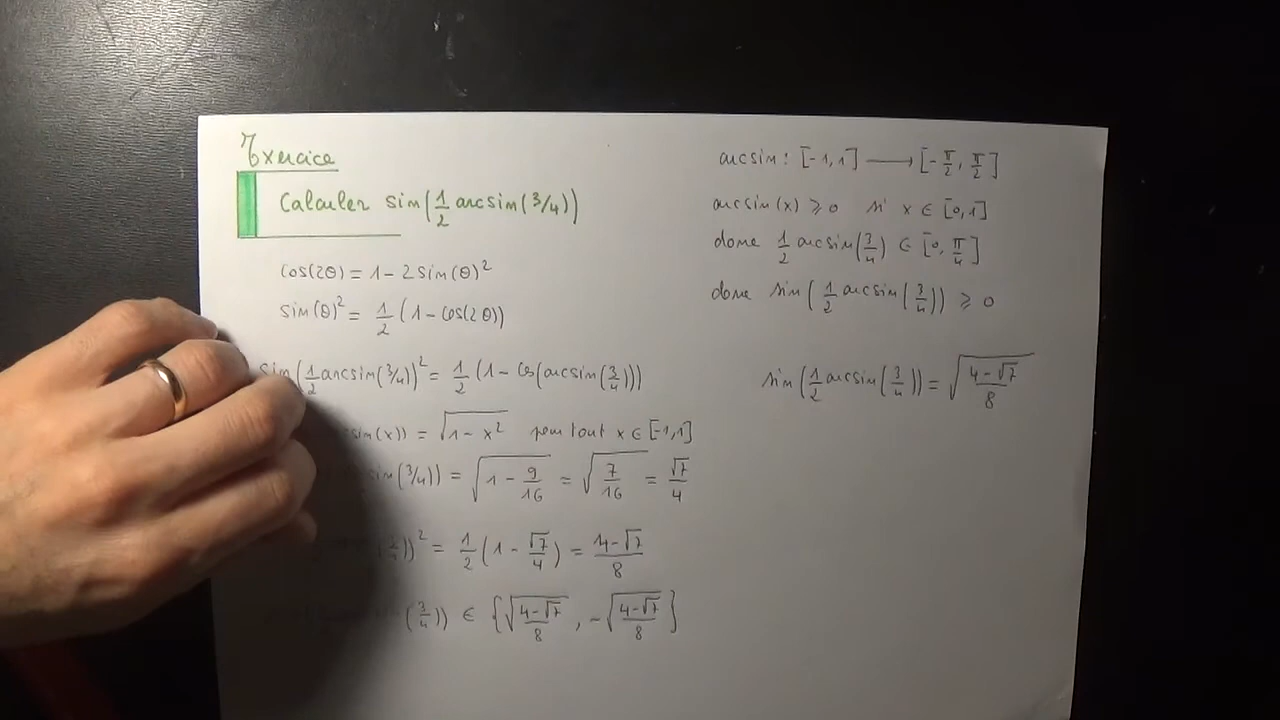 Exercice
Calculer sin(1/2 arcsin(3/4))
cos(2θ) = 1 - 2 sin(θ)²
sin(θ)² = 1/2 (1 - cos(2θ))
sin(1/2 arcsin(3/4))² = 1/2 (1 - cos(arcsin(3/4)))
sin(x)) = √(1 - x²) pour tout x ∈ [-1,1]
sin(3/4)) = √(1 - 9/16) = √(7/16) = √7/4
))² = 1/2 (1 - √7/4) = (4-√7)/8
(3/4)) ∈ {√((4-√7)/8), -√((4-√7)/8)}
arcsin : [-1,1] ⟶ [-π/2, π/2]
arcsin(x) ⩾ 0 si x ∈ [0,1]
donc 1/2 arcsin(3/4) ∈ [0, π/4]
donc sin(1/2 arcsin(3/4)) ⩾ 0
sin(1/2 arcsin(3/4)) = √((4-√7)/8)